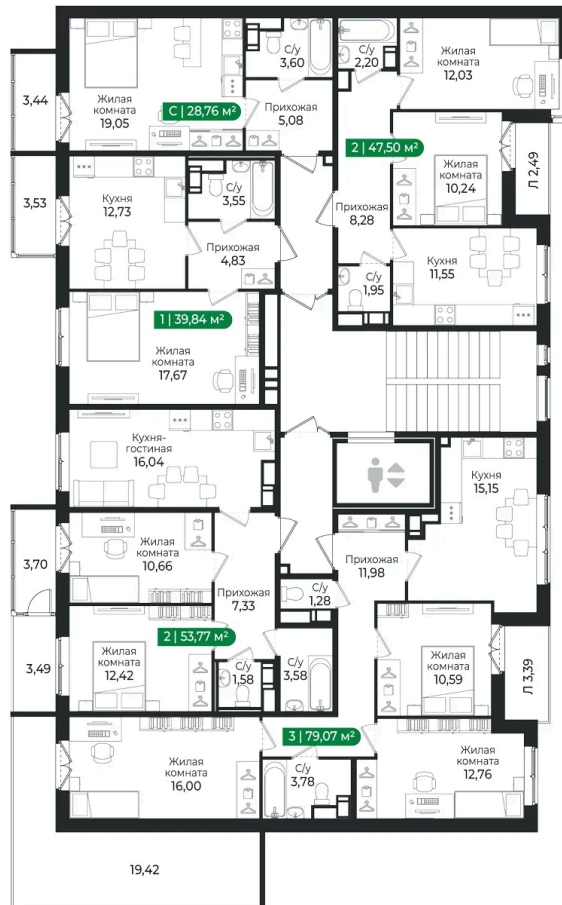 3,44
Жилая
комната
19,05
С | 28,76 м²
С/у
3,60
Прихожая
5,08
С/у
2,20
Жилая
комната
12,03
2 | 47,50 м²
Жилая
комната
10,24
Л 2,49
3,53
Кухня
12,73
С/у
3,55
Прихожая
4,83
Прихожая
8,28
С/у
1,95
Кухня
11,55
1 | 39,84 м²
Жилая
комната
17,67
Кухня-
гостиная
16,04
Кухня
15,15
3,70
Жилая
комната
10,66
Прихожая
7,33
Прихожая
11,98
С/у
1,28
3,49
2 | 53,77 м²
Жилая
комната
12,42
С/у
1,58
С/у
3,58
Жилая
комната
10,59
Л 3,39
3 | 79,07 м²
Жилая
комната
16,00
С/у
3,78
Жилая
комната
12,76
19,42